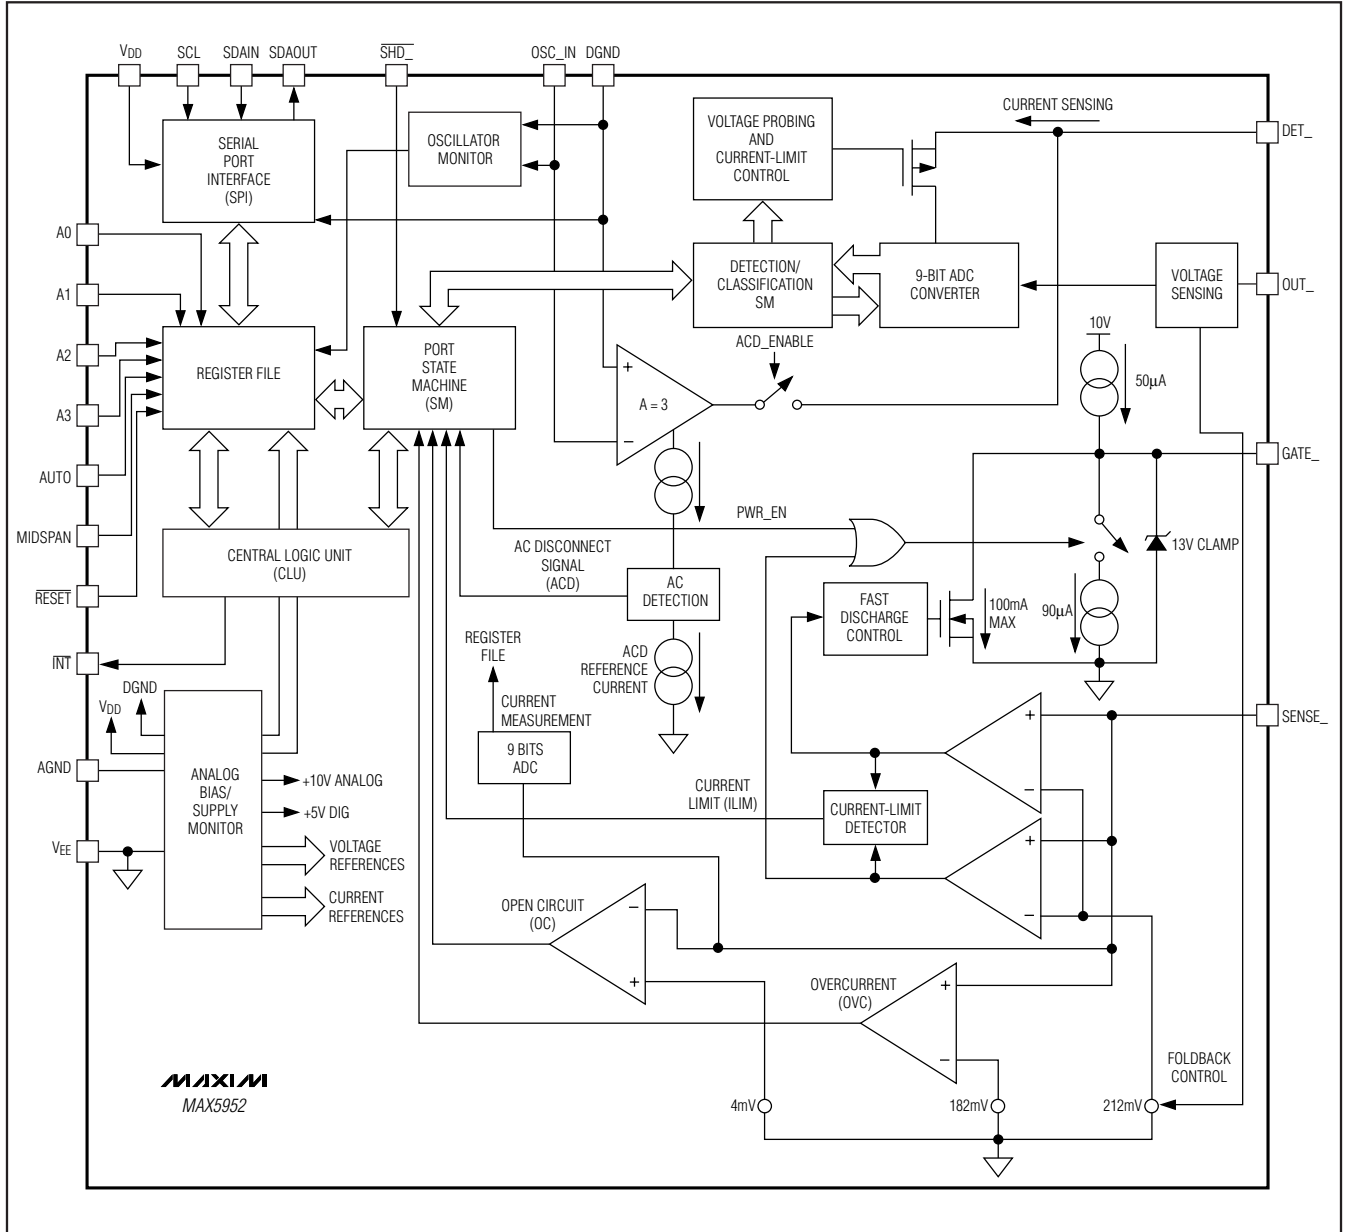 VDD
SCL
SDAIN
SDAOUT
SHD_
OSC_IN
DGND
CURRENT SENSING
DET_
SERIAL
PORT
INTERFACE
(SPI)
OSCILLATOR
MONITOR
VOLTAGE PROBING
AND
CURRENT-LIMIT
CONTROL
A0
A1
A2
A3
AUTO
MIDSPAN
RESET
INT
DETECTION/
CLASSIFICATION
SM
9-BIT ADC
CONVERTER
VOLTAGE
SENSING
OUT_
REGISTER FILE
PORT
STATE
MACHINE
(SM)
ACD_ENABLE
10V
50µA
+
A = 3
−
GATE_
PWR_EN
AC DISCONNECT
SIGNAL
(ACD)
AC
DETECTION
13V CLAMP
CENTRAL LOGIC UNIT
(CLU)
FAST
DISCHARGE
CONTROL
100mA
MAX
90µA
REGISTER
FILE
ACD
REFERENCE
CURRENT
CURRENT
MEASUREMENT
9 BITS
ADC
DGND
VDD
AGND
VEE
ANALOG
BIAS/
SUPPLY
MONITOR
+10V ANALOG
+5V DIG
VOLTAGE
REFERENCES
CURRENT
REFERENCES
SENSE_
+
−
CURRENT
LIMIT (ILIM)
CURRENT-LIMIT
DETECTOR
+
−
OPEN CIRCUIT
(OC)
−
+
OVERCURRENT
(OVC)
+
−
FOLDBACK
CONTROL
4mV
182mV
212mV
MAXIM
MAX5952